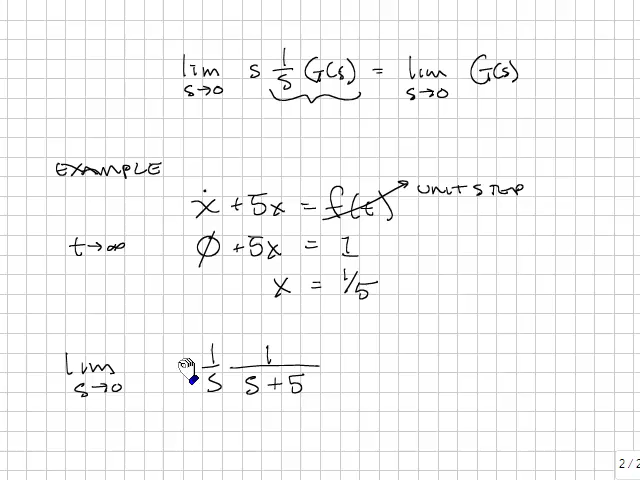 lim s→0 s 1/s G(s) = lim s→0 G(s)
EXAMPLE
ẋ + 5x = f(t) UNIT STEP
t→∞ 0 + 5x = 1
x = 1/5
lim s→0 1/s 1/(s+5)
2 / 2